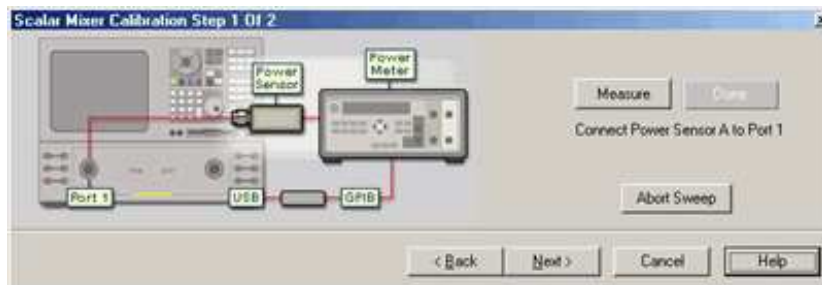 Scalar Mixer Calibration Step 1 Of 2
Power Sensor
Power Meter
Port 1
USB
GPIB
Measure
Done
Connect Power Sensor A to Port 1
Abort Sweep
< Back
Next >
Cancel
Help